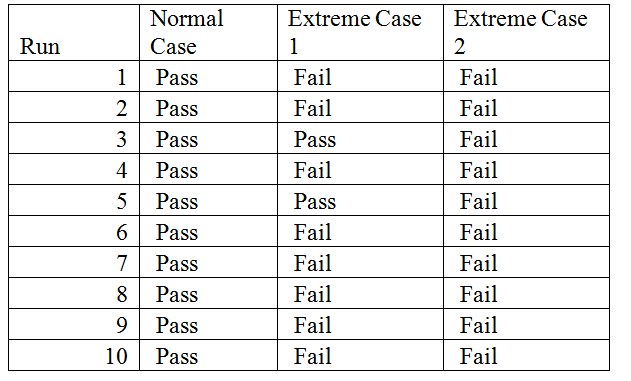 Run Normal Case Extreme Case 1 Extreme Case 2
1 Pass Fail Fail
2 Pass Fail Fail
3 Pass Pass Fail
4 Pass Fail Fail
5 Pass Pass Fail
6 Pass Fail Fail
7 Pass Fail Fail
8 Pass Fail Fail
9 Pass Fail Fail
10 Pass Fail Fail